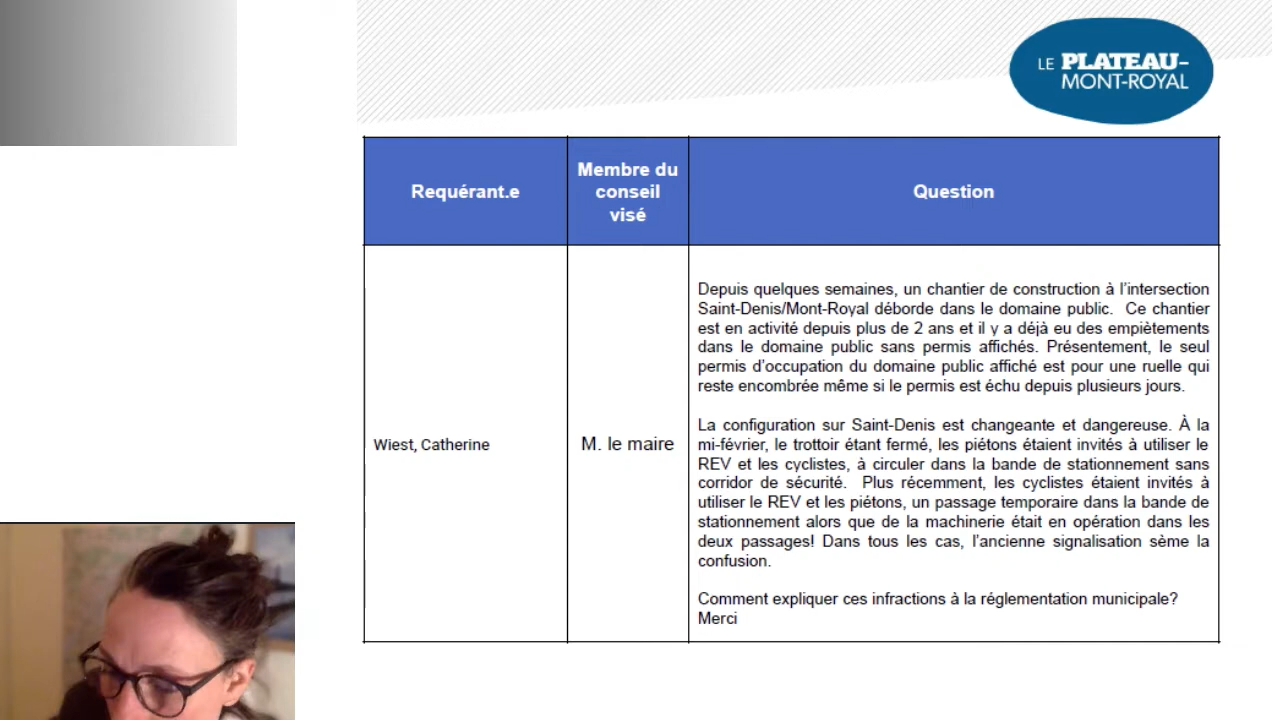 LE PLATEAU-
MONT-ROYAL
Requérant.e
Membre du
conseil
visé
Question
Wiest, Catherine
M. le maire
Depuis quelques semaines, un chantier de construction à l'intersection
Saint-Denis/Mont-Royal déborde dans le domaine public. Ce chantier
est en activité depuis plus de 2 ans et il y a déjà eu des empiètements
dans le domaine public sans permis affichés. Présentement, le seul
permis d'occupation du domaine public affiché est pour une ruelle qui
reste encombrée même si le permis est échu depuis plusieurs jours.
La configuration sur Saint-Denis est changeante et dangereuse. À la
mi-février, le trottoir étant fermé, les piétons étaient invités à utiliser le
REV et les cyclistes, à circuler dans la bande de stationnement sans
corridor de sécurité. Plus récemment, les cyclistes étaient invités à
utiliser le REV et les piétons, un passage temporaire dans la bande de
stationnement alors que de la machinerie était en opération dans les
deux passages! Dans tous les cas, l'ancienne signalisation sème la
confusion.
Comment expliquer ces infractions à la réglementation municipale?
Merci